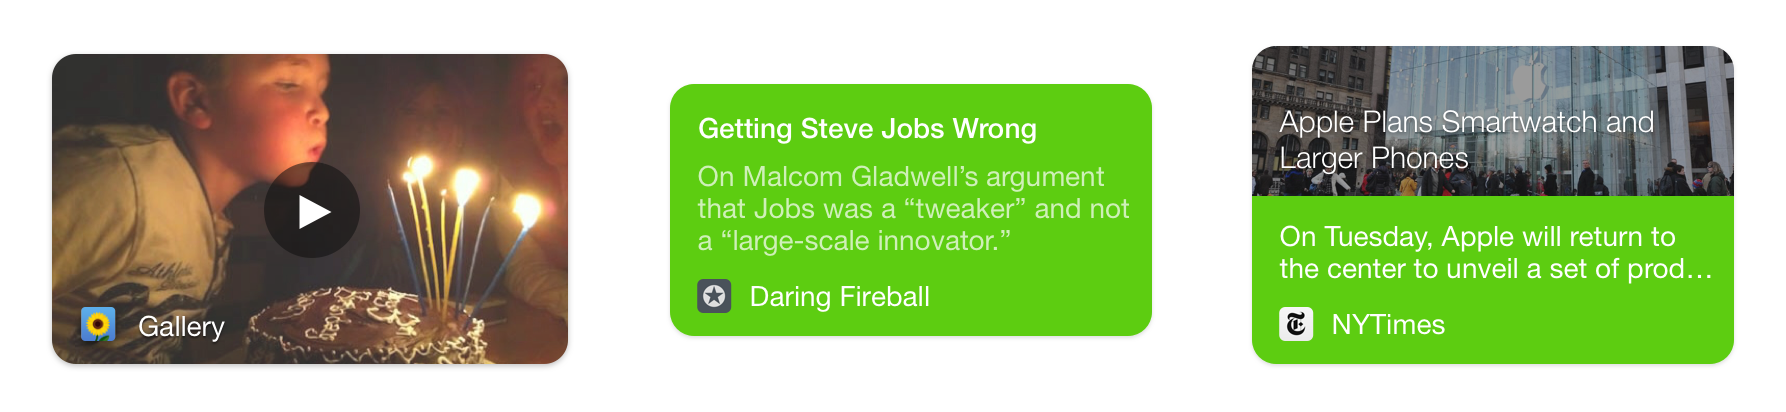 Gallery
Getting Steve Jobs Wrong
On Malcom Gladwell’s argument
that Jobs was a “tweaker” and not
a “large-scale innovator.”
Daring Fireball
Apple Plans Smartwatch and
Larger Phones
On Tuesday, Apple will return to
the center to unveil a set of prod…
NYTimes